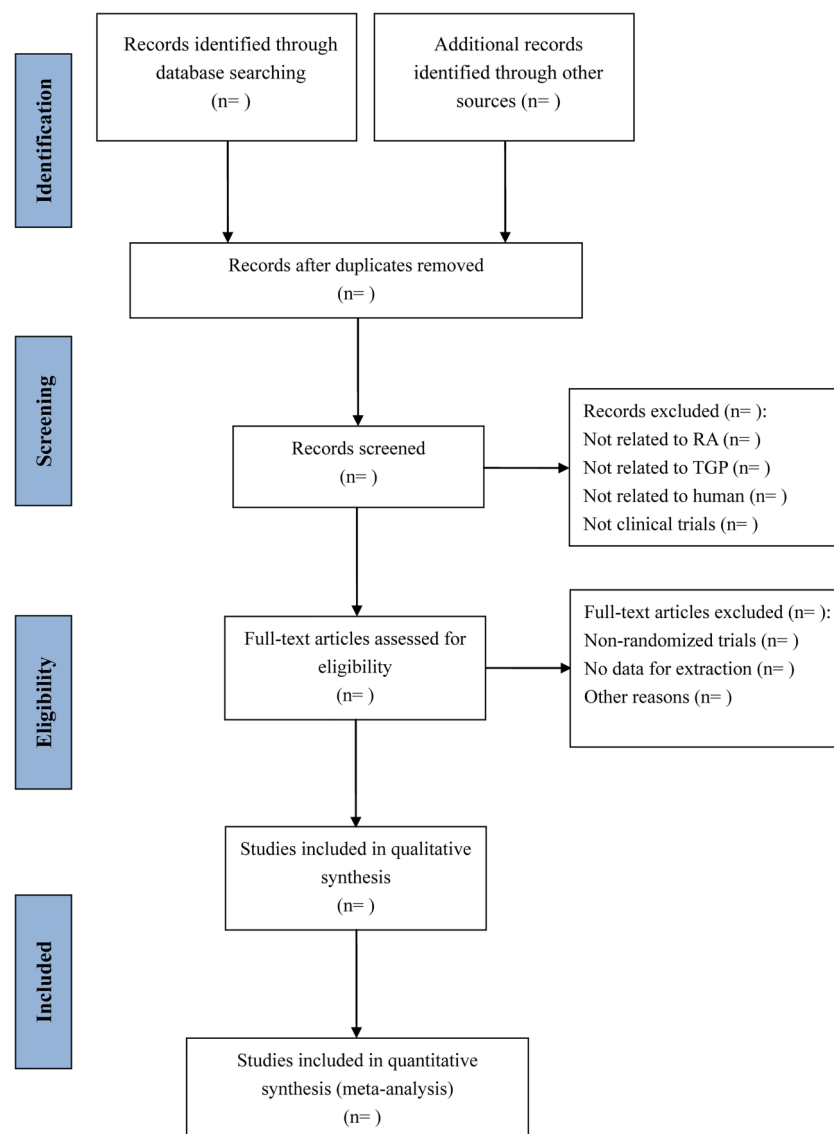 Identification
Records identified through
database searching
(n= )
Additional records
identified through other
sources (n= )
Records after duplicates removed
(n= )
Screening
Records screened
(n= )
Records excluded (n= ):
Not related to RA (n= )
Not related to TGP (n= )
Not related to human (n= )
Not clinical trials (n= )
Eligibility
Full-text articles assessed for
eligibility
(n= )
Full-text articles excluded (n= ):
Non-randomized trials (n= )
No data for extraction (n= )
Other reasons (n= )
Included
Studies included in qualitative
synthesis
(n= )
Studies included in quantitative
synthesis (meta-analysis)
(n= )